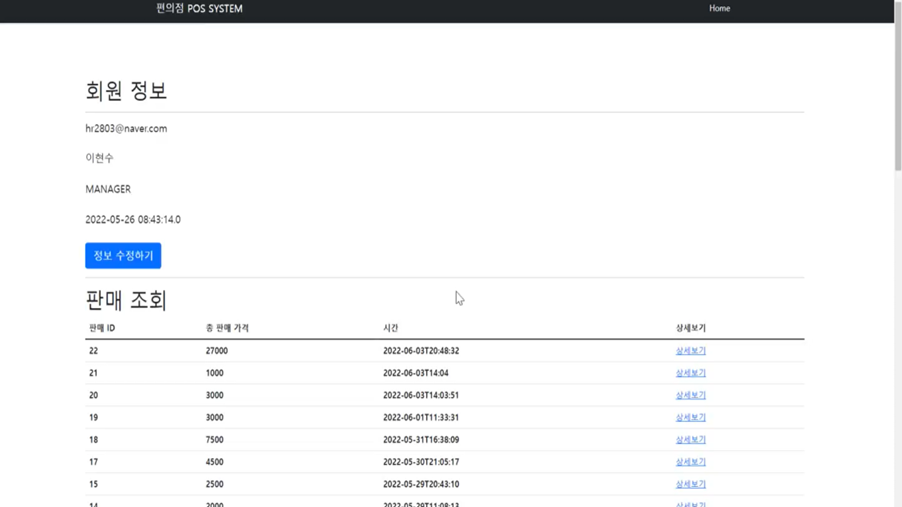 편의점 POS SYSTEM Home
회원 정보
hr2803@naver.com
이현수
MANAGER
2022-05-26 08:43:14.0
정보 수정하기
판매 조회
판매 ID 총 판매 가격 시간 상세보기
22 27000 2022-06-03T20:48:32 상세보기
21 1000 2022-06-03T14:04 상세보기
20 3000 2022-06-03T14:03:51 상세보기
19 3000 2022-06-01T11:33:31 상세보기
18 7500 2022-05-31T16:38:09 상세보기
17 4500 2022-05-30T21:05:17 상세보기
15 2500 2022-05-29T20:43:10 상세보기
14 2000 2022-05-29T11:08:13 상세보기